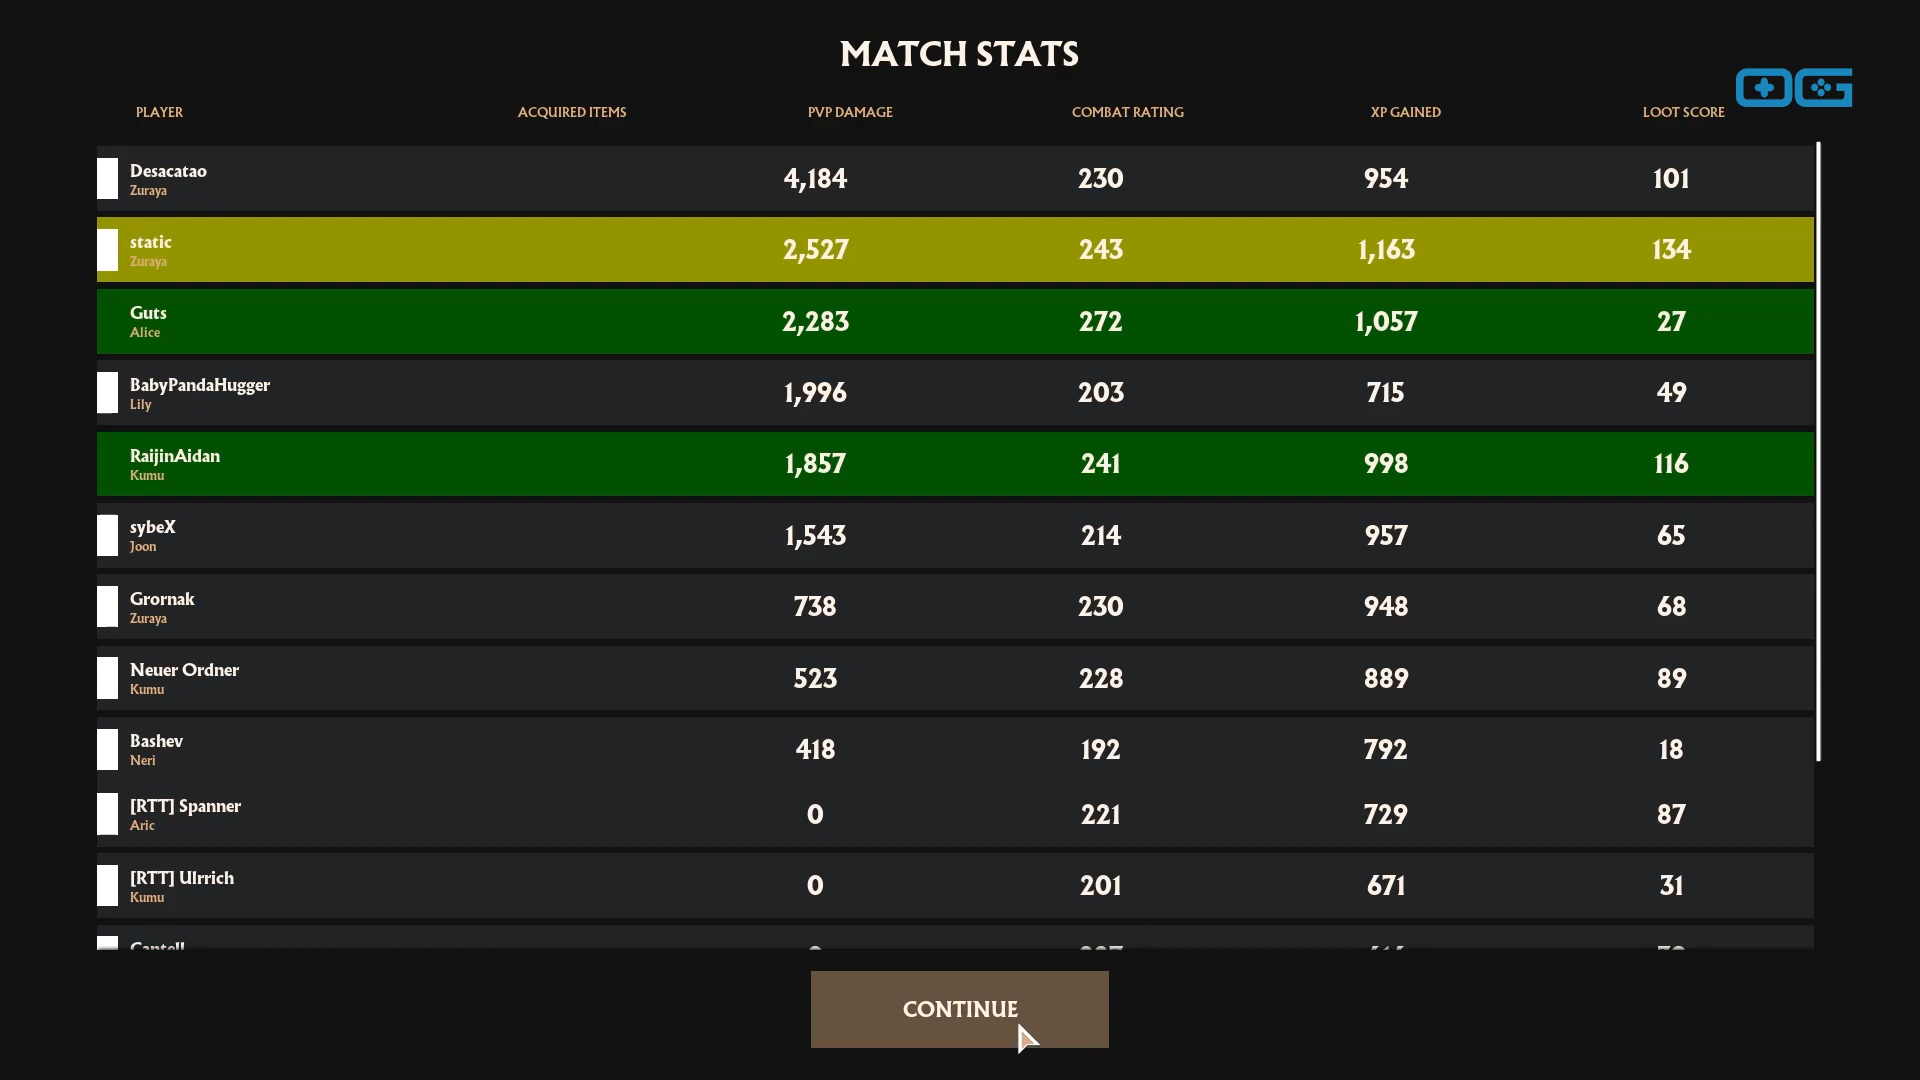 MATCH STATS
OG
PLAYER ACQUIRED ITEMS PVP DAMAGE COMBAT RATING XP GAINED LOOT SCORE
Desacatao
Zuraya
4,184 230 954 101
static
Zuraya
2,527 243 1,163 134
Guts
Alice
2,283 272 1,057 27
BabyPandaHugger
Lily
1,996 203 715 49
RaijinAidan
Kumu
1,857 241 998 116
sybeX
Joon
1,543 214 957 65
Grornak
Zuraya
738 230 948 68
Neuer Ordner
Kumu
523 228 889 89
Bashev
Neri
418 192 792 18
[RTT] Spanner
Aric
0 221 729 87
[RTT] Ulrrich
Kumu
0 201 671 31
CONTINUE